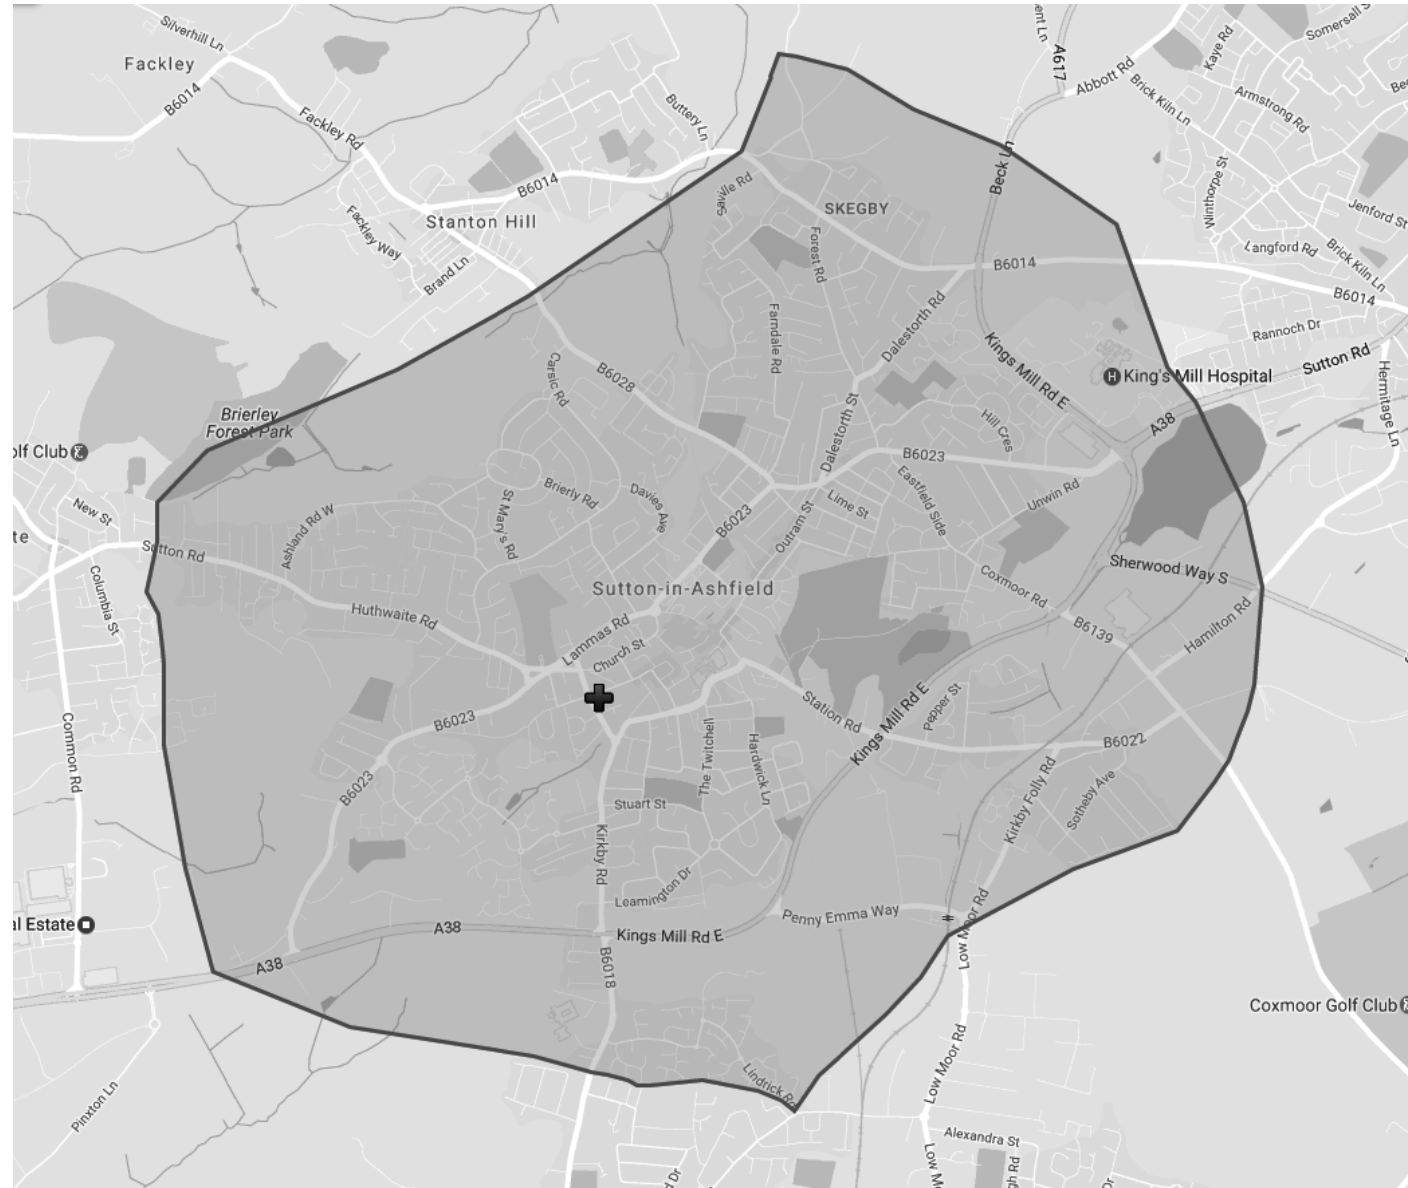 Silverhill Ln
Fackley
B6014
Fackley Rd
Buttery Ln
B6014
Stanton Hill
Fackley Way
Brand Ln
A617
Abbott Rd
Kaye Rd
Brick Kiln Ln
Armstrong Rd
Winthorpe St
Jenford St
Langford Rd
Brick Kiln Ln
B6014
Rannoch Dr
Sutton Rd
Hermitage Ln
Beck Ln
SKEGBY
Forest Rd
B6014
Farndale Rd
Dalestorth Rd
Kings Mill Rd E
H King's Mill Hospital
A38
Carsic Rd
B6028
Hill Cres
Dalestorth St
B6023
Brierley
Forest Park
New St
Sutton Rd
Ashland Rd W
St Mary's Rd
Brierly Rd
Davies Ave
B6023
Outram St
Lime St
Eastfield Side
Unwin Rd
Sherwood Way S
Columbia St
Huthwaite Rd
Sutton-in-Ashfield
Lammas Rd
Church St
Coxmoor Rd
B6139
Hamilton Rd
Common Rd
B6023
B6023
The Twitchell
Hardwick Ln
Station Rd
Kings Mill Rd E
Pepper St
B6022
Kirkby Folly Rd
Sotheby Ave
Stuart St
Kirkby Rd
Leamington Dr
al Estate
A38
A38
Kings Mill Rd E
Penny Emma Way
Low Moor Rd
B6018
Coxmoor Golf Club
Pinxton Ln
Lindrick Rd
Low Moor Rd
Alexandra St